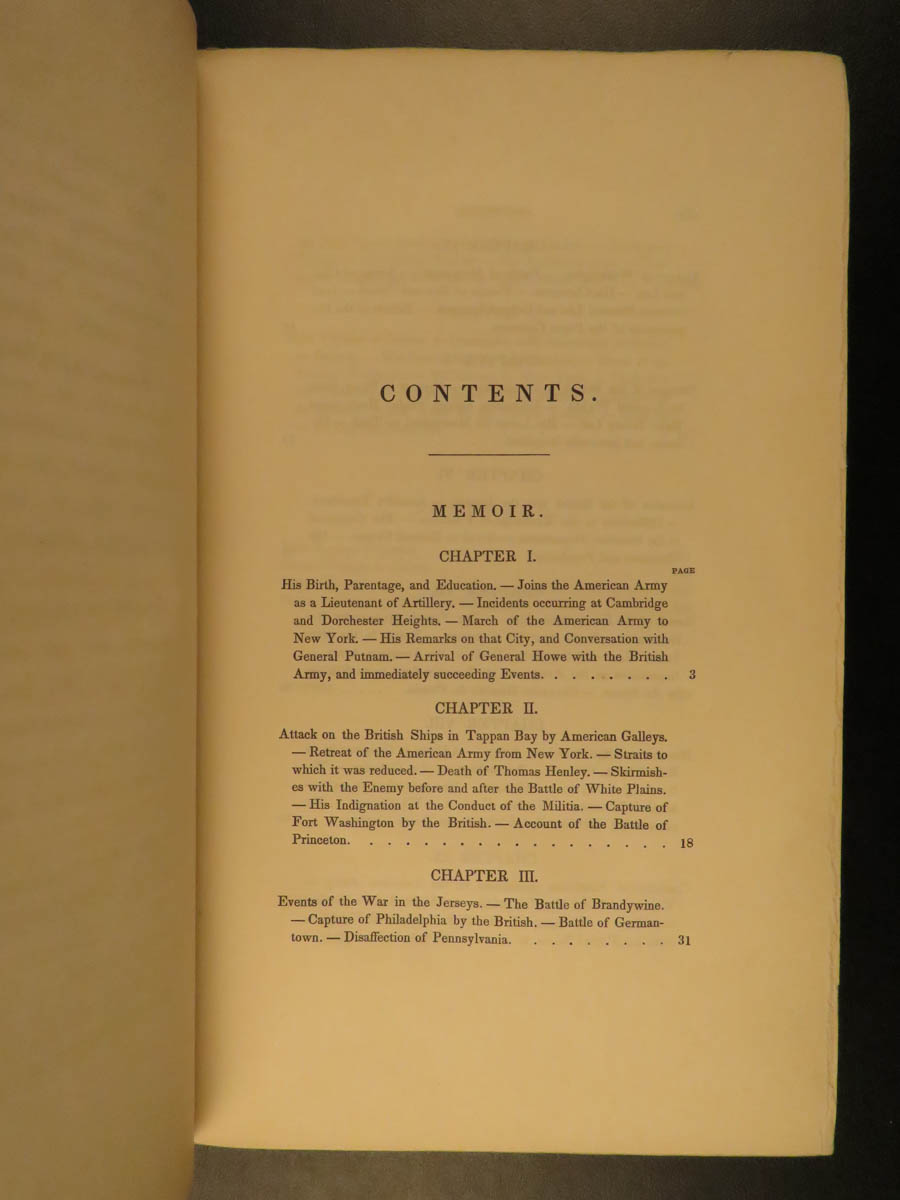 CONTENTS.
MEMOIR.
CHAPTER I.
PAGE
His Birth, Parentage, and Education. — Joins the American Army
as a Lieutenant of Artillery. — Incidents occurring at Cambridge
and Dorchester Heights. — March of the American Army to
New York. — His Remarks on that City, and Conversation with
General Putnam. — Arrival of General Howe with the British
Army, and immediately succeeding Events. . . . . . . . 3
CHAPTER II.
Attack on the British Ships in Tappan Bay by American Galleys.
— Retreat of the American Army from New York. — Straits to
which it was reduced. — Death of Thomas Henley. — Skirmish-
es with the Enemy before and after the Battle of White Plains.
— His Indignation at the Conduct of the Militia. — Capture of
Fort Washington by the British. — Account of the Battle of
Princeton. . . . . . . . . . . . . . . . . . 18
CHAPTER III.
Events of the War in the Jerseys. — The Battle of Brandywine.
— Capture of Philadelphia by the British. — Battle of German-
town. — Disaffection of Pennsylvania. . . . . . . . . 31